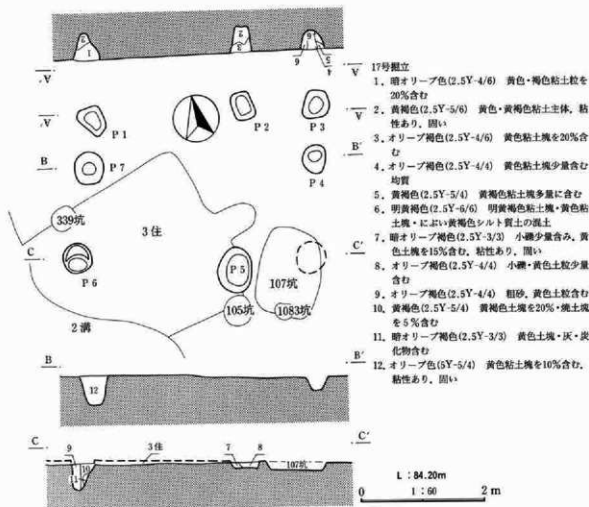 2
3
1
2
3
6
6
5
4
A
A'
A
A'
P 1
P 2
P 3
B
P 7
B'
P 4
339坑
3住
C
C'
P 6
P 5
107坑
105坑
1083坑
2溝
B
B'
12
C
9
3住
7
8
C'
10
11
107坑
17号掘立
1．暗オリーブ色(2.5Y-4/6) 黄色・褐色粘土粒を
20％含む
2．黄褐色(2.5Y-5/6) 黄色・黄褐粘土主体，粘
性あり，固い
3．オリーブ褐色(2.5Y-4/6) 黄色粘土塊を20％含
む
4．オリーブ褐色(2.5Y-4/4) 黄色粘土塊少量含む
均質
5．黄褐色(2.5Y-5/4) 黄褐色粘土塊多量に含む
6．明黄褐色(2.5Y-6/6) 明黄褐色粘土塊・黄色粘
土塊・にぶい黄褐色シルト質土の混土
7．暗オリーブ褐色(2.5Y-3/3) 小礫少量含み，黄
色土塊を15％含む，粘性あり，固い
8．オリーブ褐色(2.5Y-4/4) 小礫・黄色土粒少量
含む
9．オリーブ褐色(2.5Y-4/4) 粗砂，黄色土粒含む
10．黄褐色(2.5Y-5/4) 黄褐色土塊を20％・焼土塊
を5％含む
11．暗オリーブ褐色(2.5Y-3/3) 黄色土塊・灰・炭
化物含む
12．オリーブ色(5Y-5/4) 黄色粘土塊を10％含む，
粘性あり，固い
L：84.20m
0 1：60 2 m